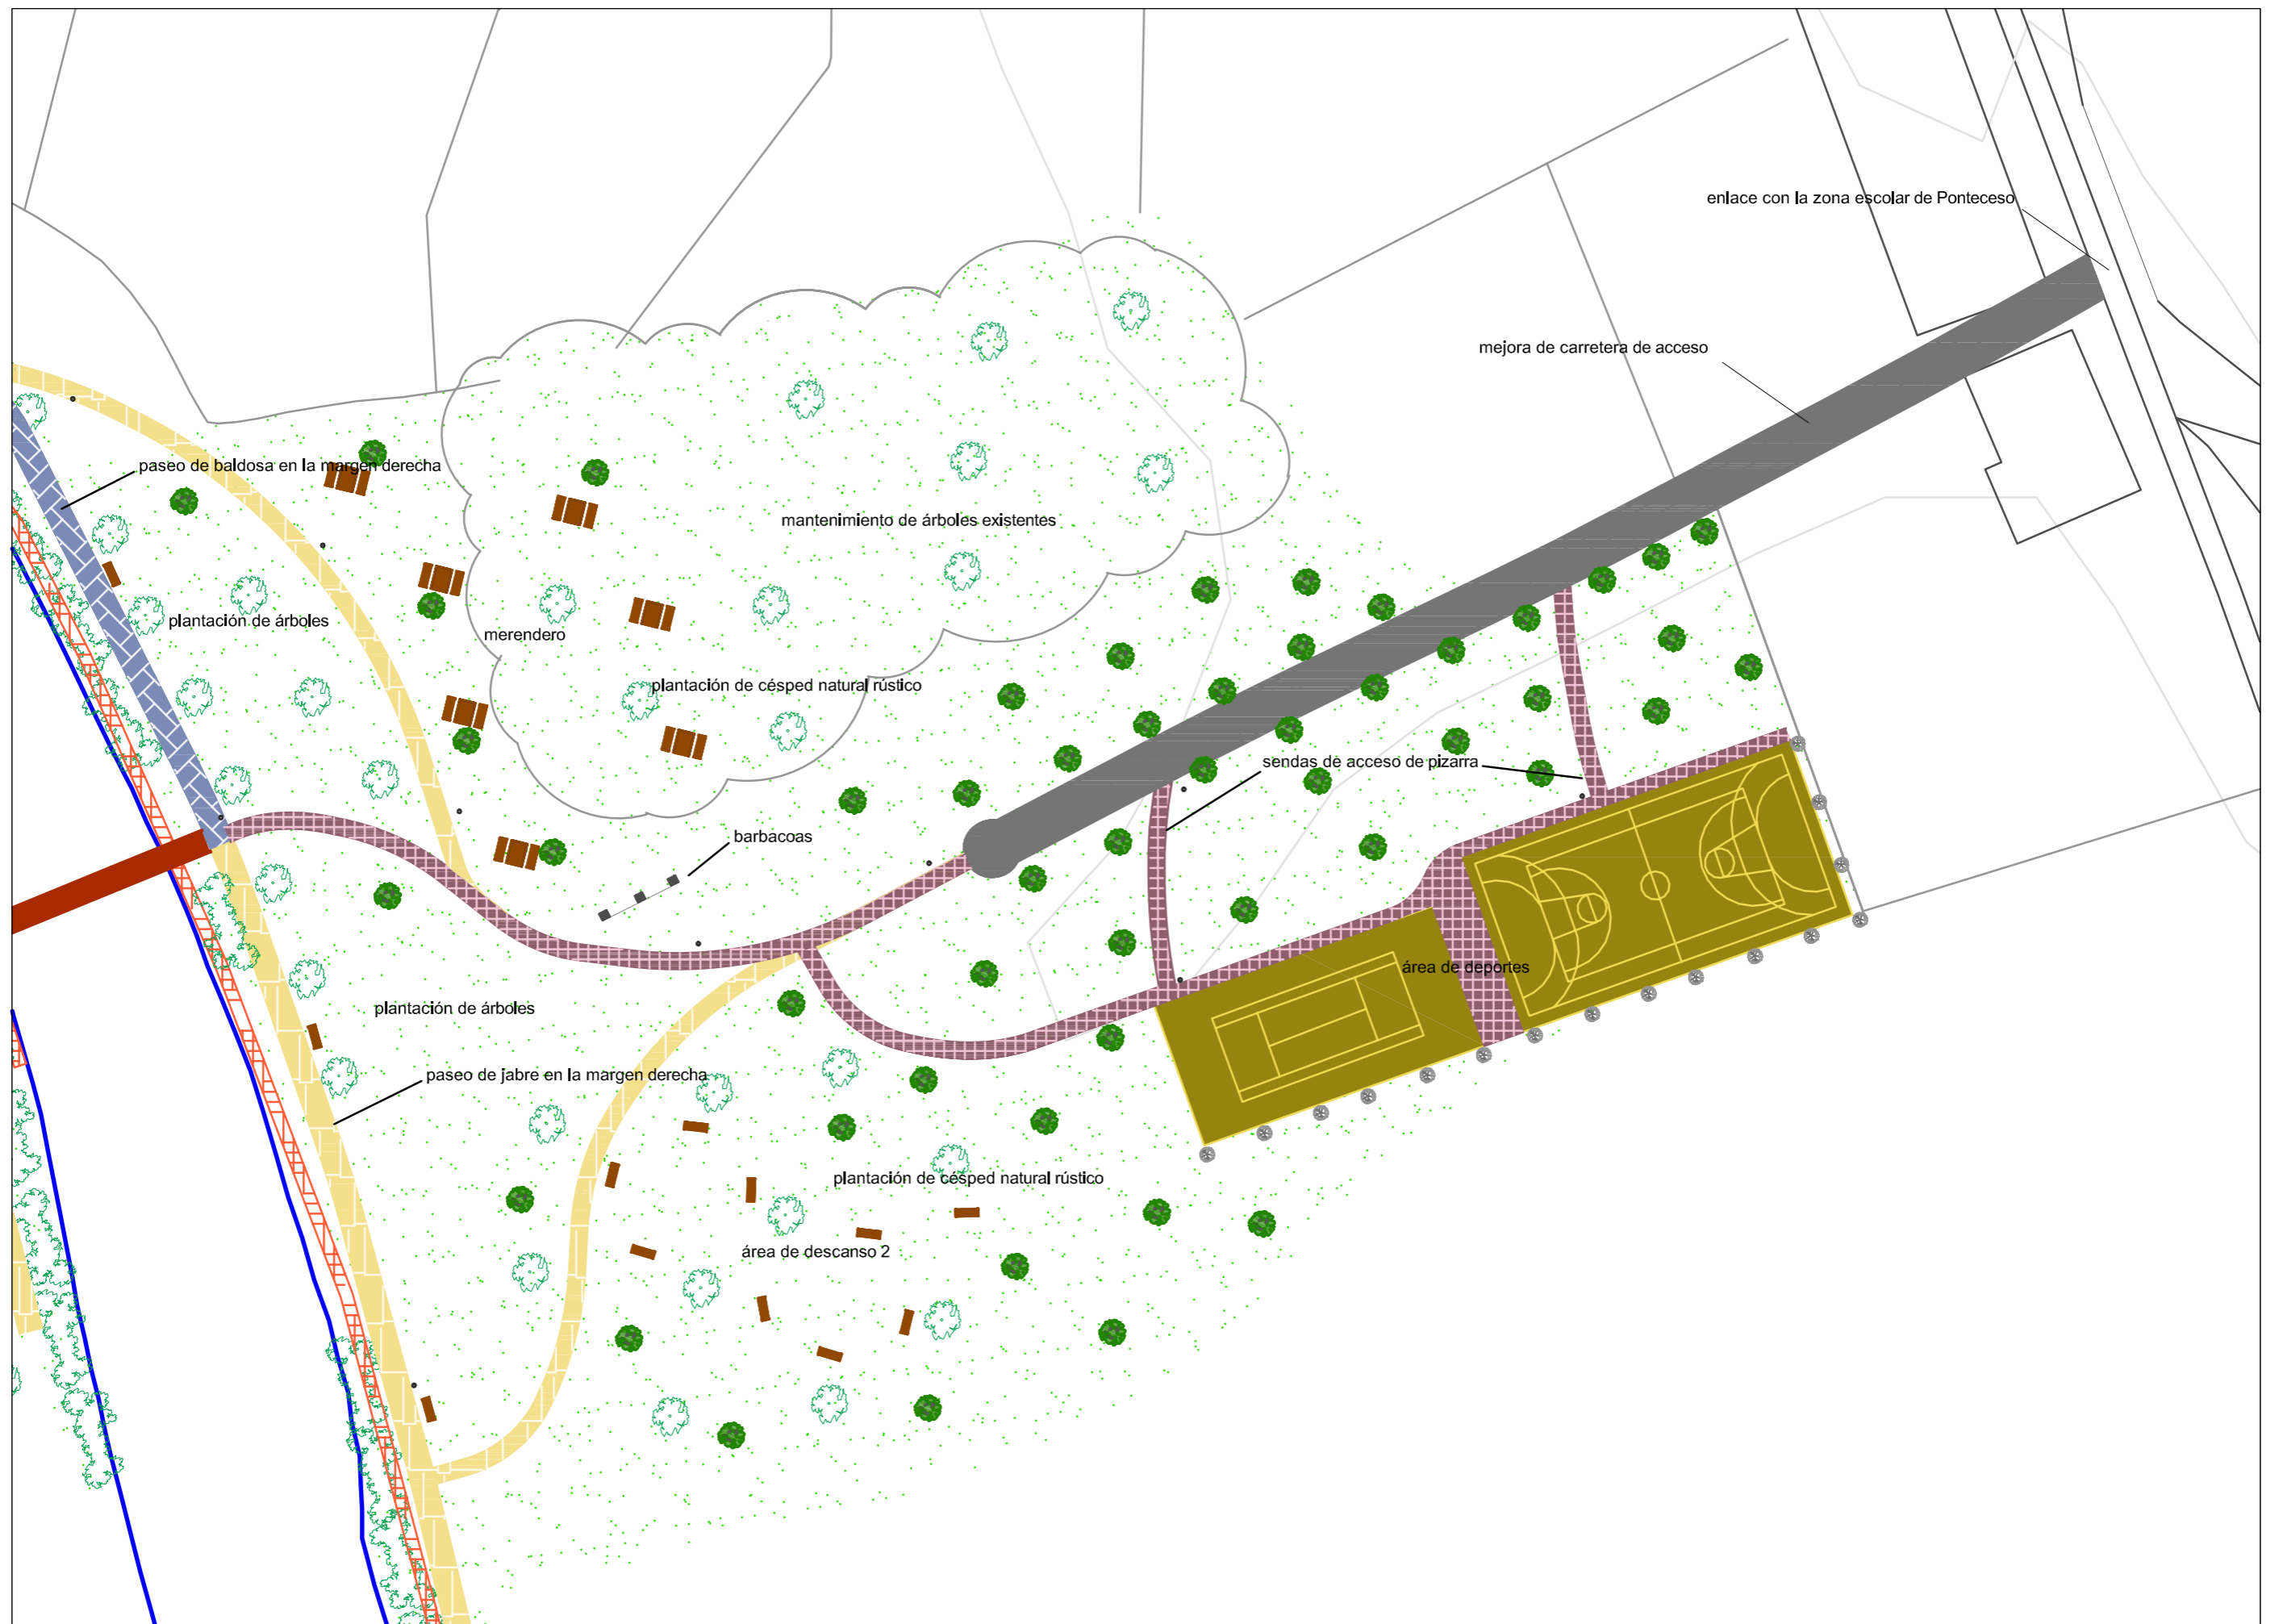 enlace con la zona escolar de Ponteceso
mejora de carretera de acceso
paseo de baldosa en la margen derecha
mantenimiento de árboles existentes
plantación de árboles
merendero
plantación de césped natural rústico
sendas de acceso de pizarra
barbacoas
área de deportes
plantación de árboles
paseo de jabre en la margen derecha
plantación de césped natural rústico
área de descanso 2